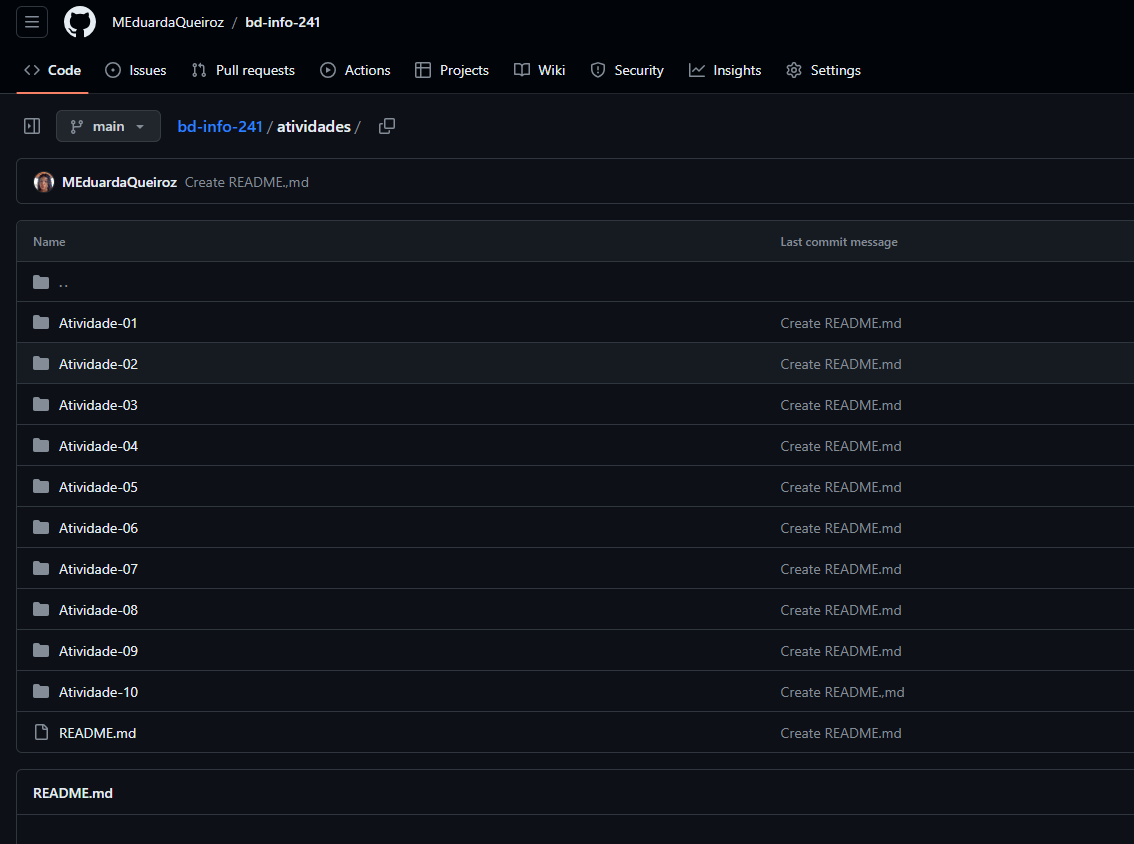 MEduardaQueiroz / bd-info-241
Code Issues Pull requests Actions Projects Wiki Security Insights Settings
main bd-info-241 / atividades /
MEduardaQueiroz Create README.,md
Name Last commit message
..
Atividade-01 Create README.md
Atividade-02 Create README.md
Atividade-03 Create README.md
Atividade-04 Create README.md
Atividade-05 Create README.md
Atividade-06 Create README.md
Atividade-07 Create README.md
Atividade-08 Create README.md
Atividade-09 Create README.md
Atividade-10 Create README.,md
README.md Create README.md
README.md